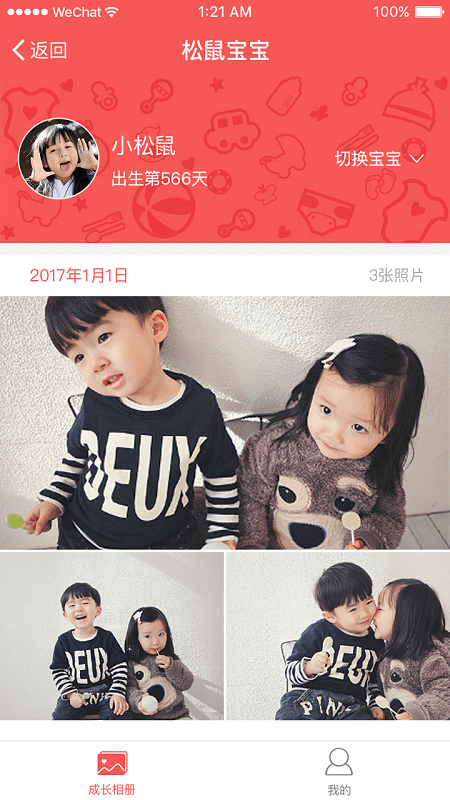 WeChat
1:21 AM
100%
返回
松鼠宝宝
小松鼠
出生第566天
切换宝宝
2017年1月1日
3张照片
DEUX
DEUX
DEUX
成长相册
我的